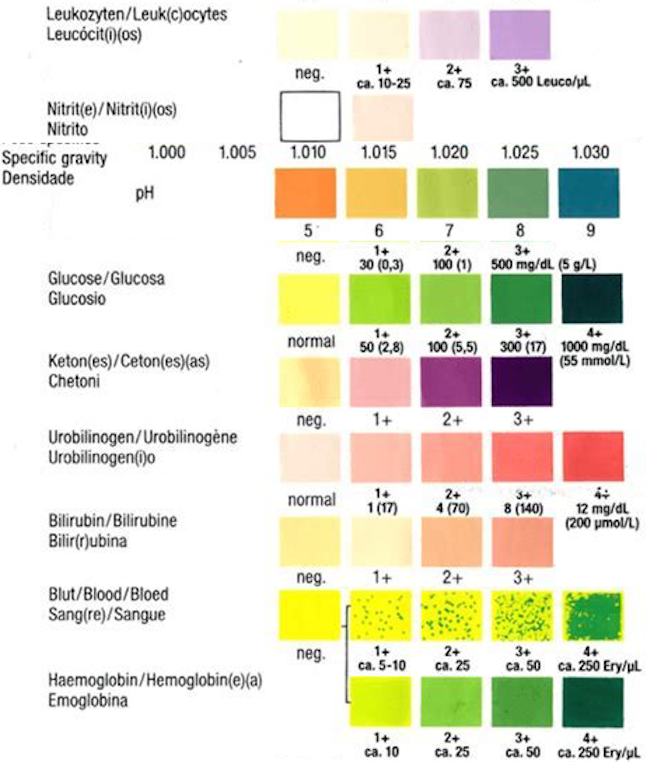 Leukozyten/Leuk(c)ocytes
Leucócit(i)(os)
neg. 1+ 2+ 3+
ca. 10-25 ca. 75 ca. 500 Leuco/µL
Nitrit(e)/Nitrit(i)(os)
Nitrito
Specific gravity 1.000 1.005 1.010 1.015 1.020 1.025 1.030
Densidade
pH
5 6 7 8 9
neg. 1+ 2+ 3+
30 (0,3) 100 (1) 500 mg/dL (5 g/L)
Glucose/Glucosa
Glucosio
normal 1+ 2+ 3+ 4+
50 (2,8) 100 (5,5) 300 (17) 1000 mg/dL
(55 mmol/L)
Keton(es)/Ceton(es)(as)
Chetoni
neg. 1+ 2+ 3+
Urobilinogen/Urobilinogène
Urobilinogen(i)o
normal 1+ 2+ 3+ 4+
1 (17) 4 (70) 8 (140) 12 mg/dL
(200 µmol/L)
Bilirubin/Bilirubine
Bilir(r)ubina
neg. 1+ 2+ 3+
Blut/Blood/Bloed
Sang(re)/Sangue
neg. 1+ 2+ 3+ 4+
ca. 5-10 ca. 25 ca. 50 ca. 250 Ery/µL
Haemoglobin/Hemoglobin(e)(a)
Emoglobina
1+ 2+ 3+ 4+
ca. 10 ca. 25 ca. 50 ca. 250 Ery/µL